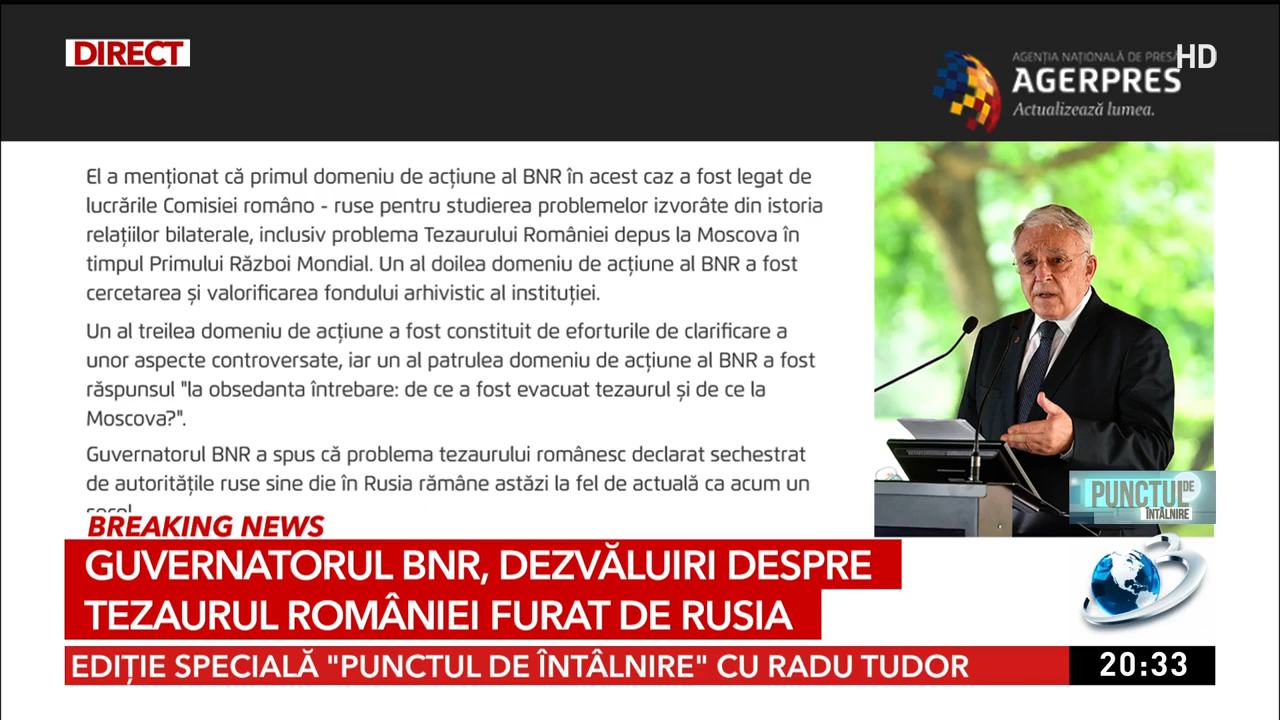 DIRECT
HD
AGENȚIA NAȚIONALĂ DE PRESĂ
AGERPRES
Actualizează lumea.
El a menționat că primul domeniu de acțiune al BNR în acest caz a fost legat de
lucrările Comisiei româno - ruse pentru studierea problemelor izvorâte din istoria
relațiilor bilaterale, inclusiv problema Tezaurului României depus la Moscova în
timpul Primului Război Mondial. Un al doilea domeniu de acțiune al BNR a fost
cercetarea și valorificarea fondului arhivistic al instituției.
Un al treilea domeniu de acțiune a fost constituit de eforturile de clarificare a
unor aspecte controversate, iar un al patrulea domeniu de acțiune al BNR a fost
răspunsul "la obsedanta întrebare: de ce a fost evacuat tezaurul și de ce la
Moscova?".
Guvernatorul BNR a spus că problema tezaurului românesc declarat sechestrat
de autoritățile ruse sine die în Rusia rămâne astăzi la fel de actuală ca acum un
PUNCTUL DE
ÎNTÂLNIRE
BREAKING NEWS
GUVERNATORUL BNR, DEZVĂLUIRI DESPRE
TEZAURUL ROMÂNIEI FURAT DE RUSIA
EDIȚIE SPECIALĂ "PUNCTUL DE ÎNTÂLNIRE" CU RADU TUDOR
20:33